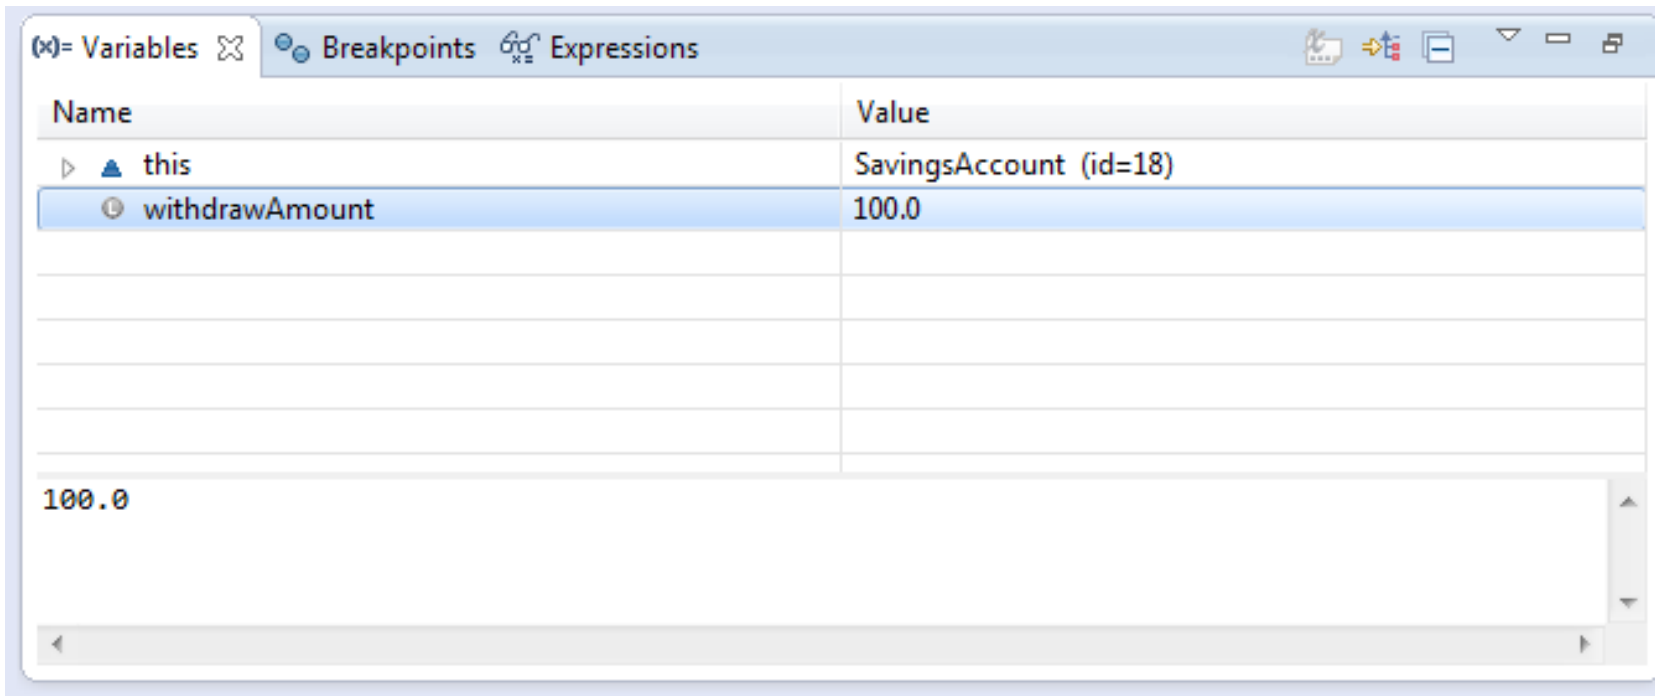 (x)= Variables Breakpoints Expressions
Name Value
this SavingsAccount (id=18)
withdrawAmount 100.0
100.0